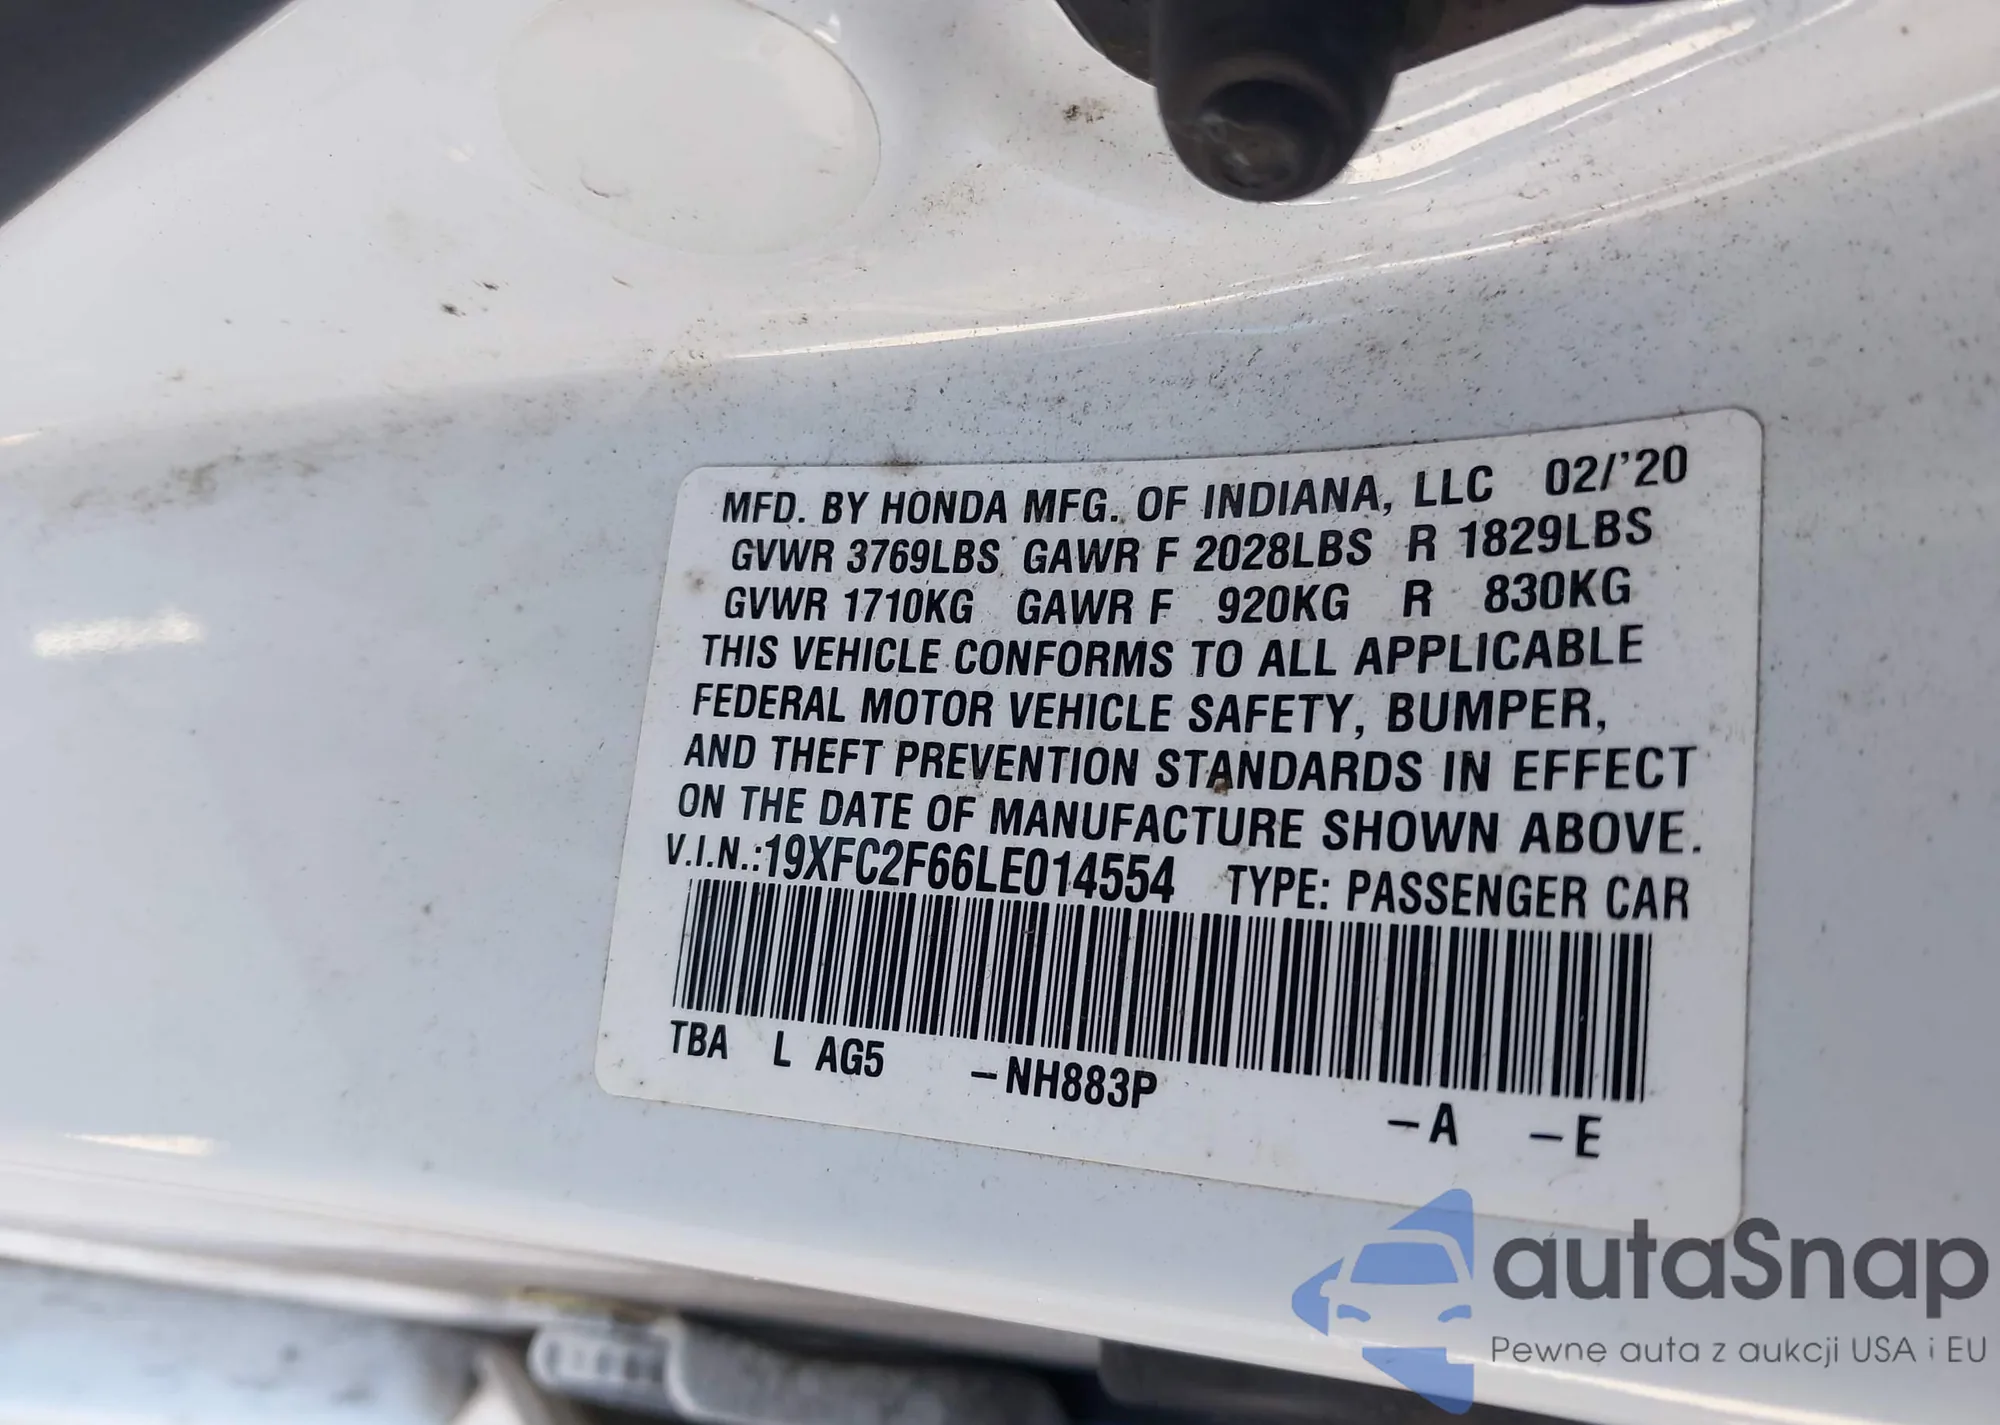 MFD. BY HONDA MFG. OF INDIANA, LLC 02/'20
GVWR 3769LBS GAWR F 2028LBS R 1829LBS
GVWR 1710KG GAWR F 920KG R 830KG
THIS VEHICLE CONFORMS TO ALL APPLICABLE
FEDERAL MOTOR VEHICLE SAFETY, BUMPER,
AND THEFT PREVENTION STANDARDS IN EFFECT
ON THE DATE OF MANUFACTURE SHOWN ABOVE.
V.I.N.:19XFC2F66LE014554 TYPE: PASSENGER CAR
TBA L AG5 -NH883P -A -E
autaSnap
Pewne auta z aukcji USA i EU